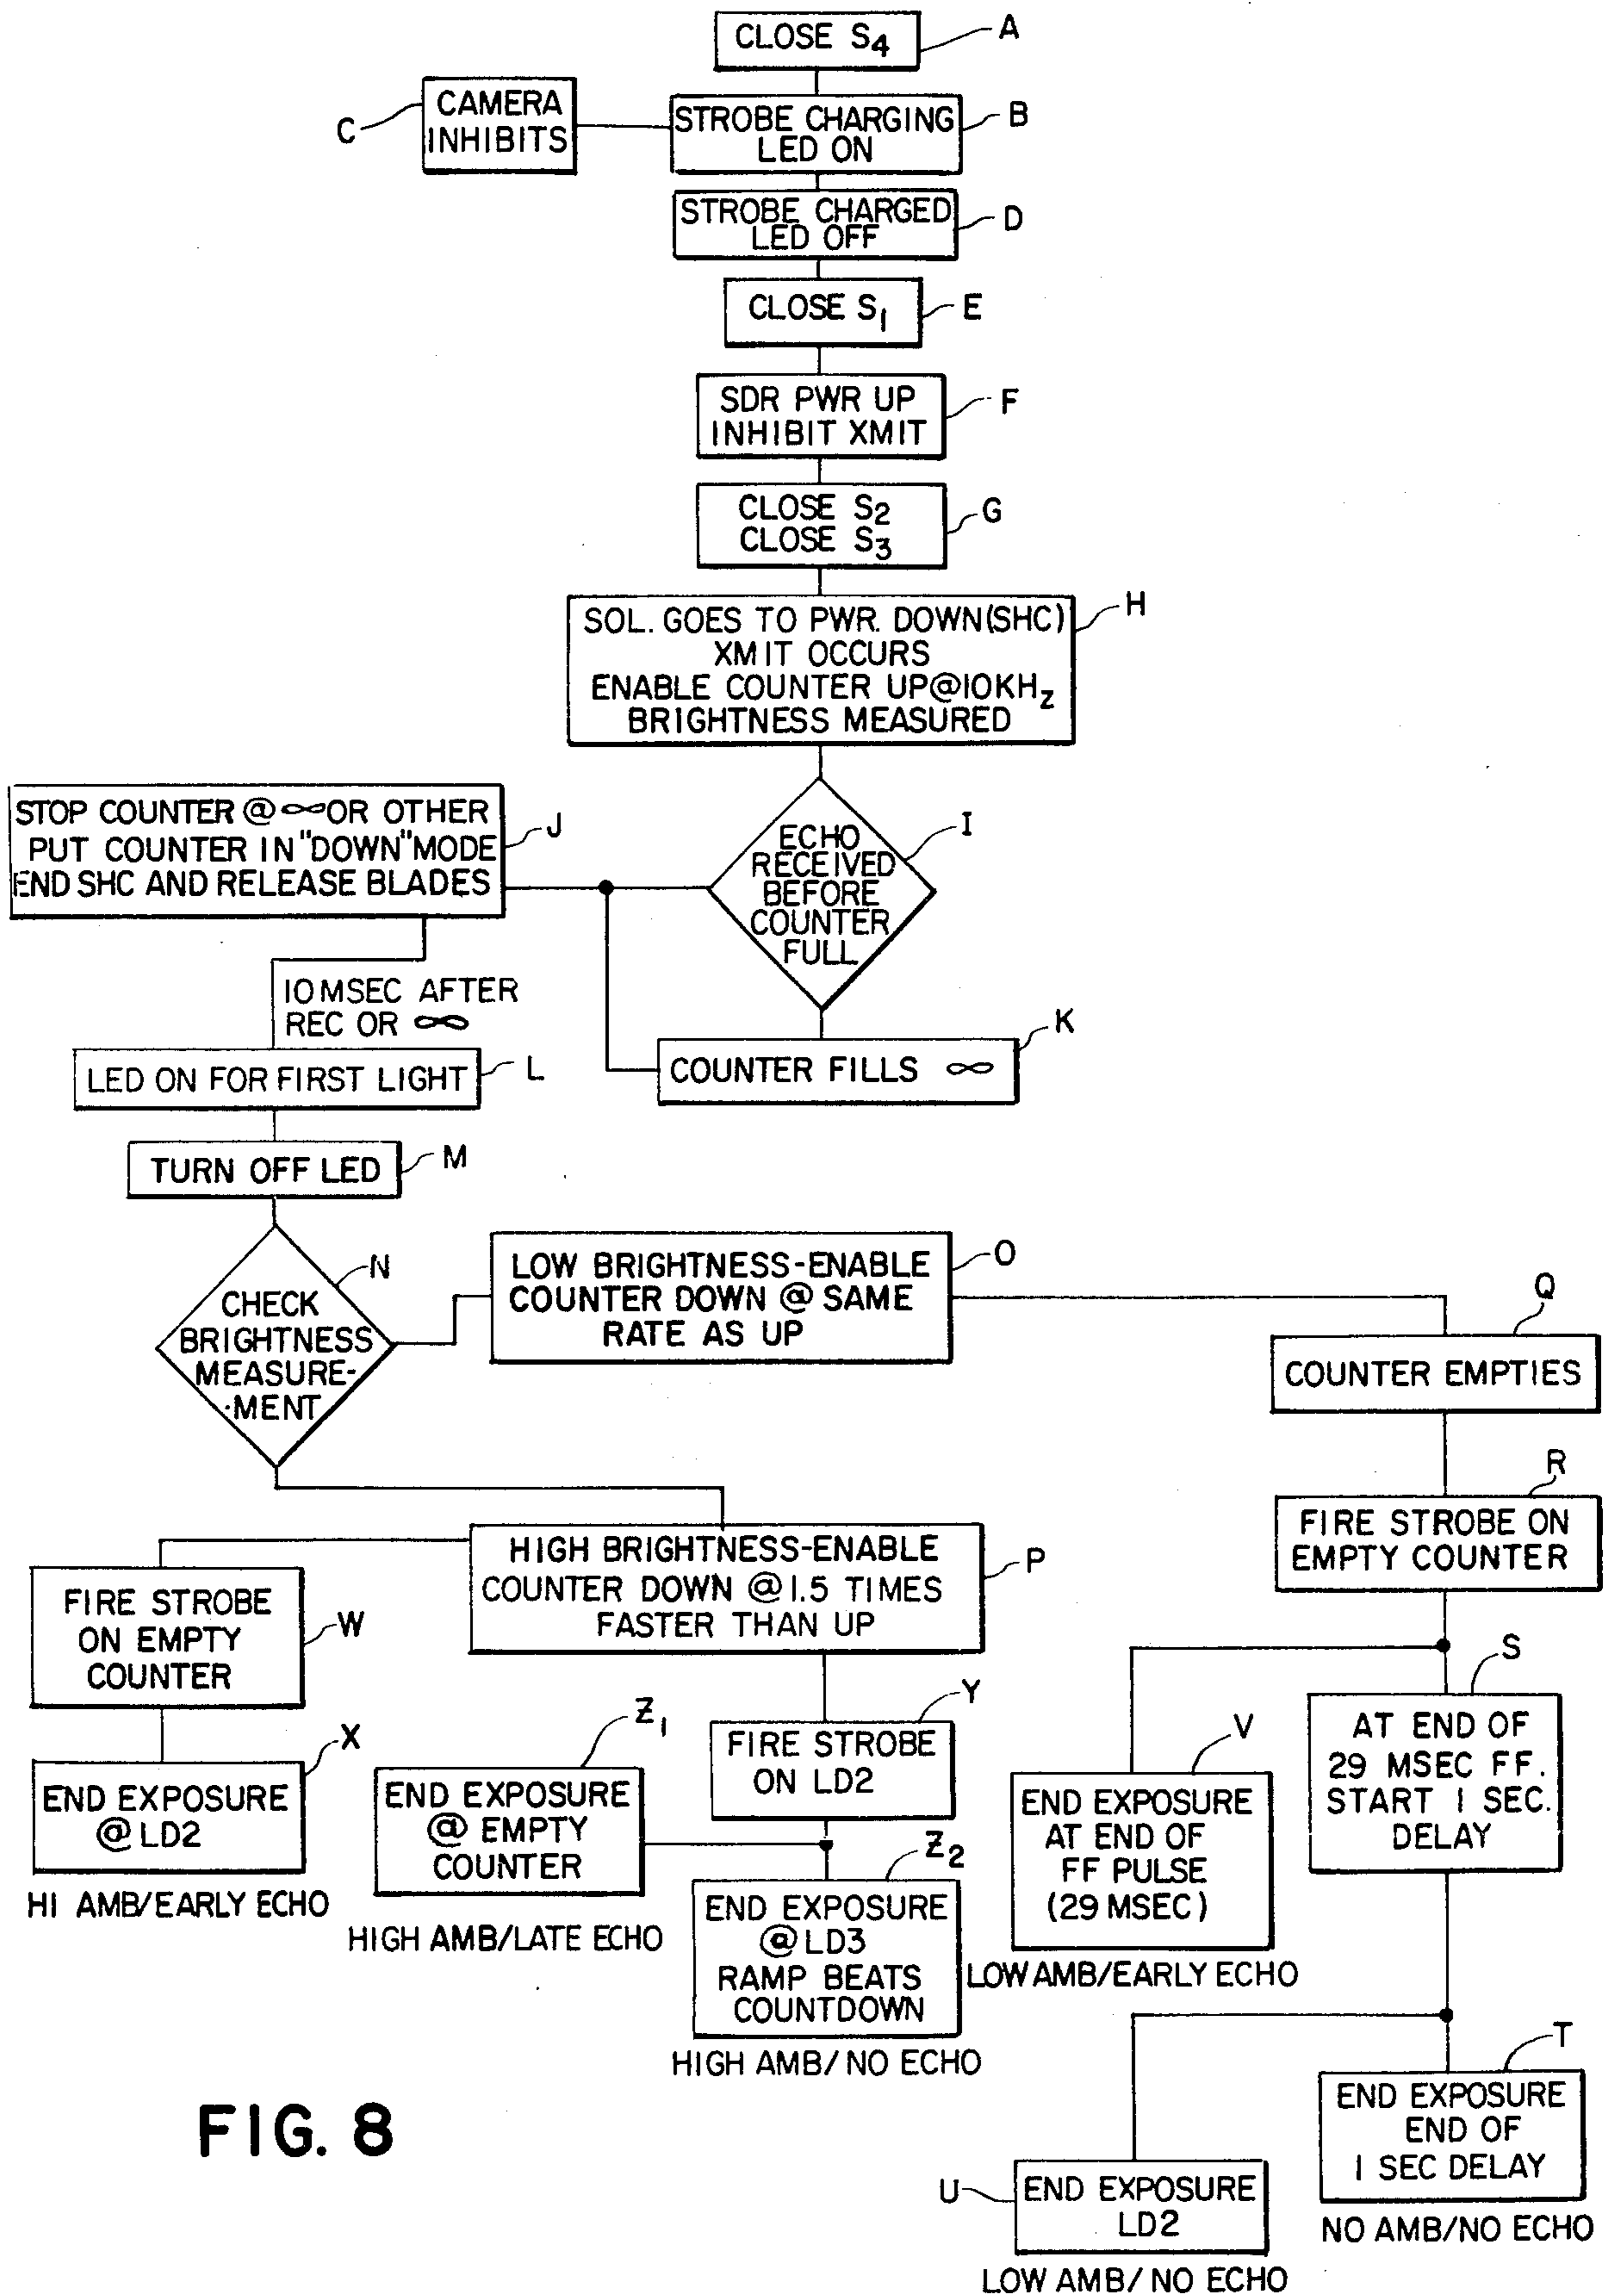 CLOSE S4
A
CAMERA
INHIBITS
C
STROBE CHARGING
LED ON
B
STROBE CHARGED
LED OFF
D
CLOSE S1
E
SDR PWR UP
INHIBIT XMIT
F
CLOSE S2
CLOSE S3
G
SOL. GOES TO PWR. DOWN(SHC)
XMIT OCCURS
ENABLE COUNTER UP@10KHZ
BRIGHTNESS MEASURED
H
STOP COUNTER @ ∞ OR OTHER
PUT COUNTER IN "DOWN" MODE
END SHC AND RELEASE BLADES
J
ECHO
RECEIVED
BEFORE
COUNTER
FULL
I
10 MSEC AFTER
REC OR ∞
COUNTER FILLS ∞
K
LED ON FOR FIRST LIGHT
L
TURN OFF LED
M
CHECK
BRIGHTNESS
MEASURE-
MENT
N
LOW BRIGHTNESS-ENABLE
COUNTER DOWN @ SAME
RATE AS UP
O
COUNTER EMPTIES
Q
FIRE STROBE ON
EMPTY COUNTER
R
HIGH BRIGHTNESS-ENABLE
COUNTER DOWN @ 1.5 TIMES
FASTER THAN UP
P
FIRE STROBE
ON EMPTY
COUNTER
W
END EXPOSURE
@ LD2
X
HI AMB/EARLY ECHO
END EXPOSURE
@ EMPTY
COUNTER
Z1
HIGH AMB/LATE ECHO
FIRE STROBE
ON LD2
Y
END EXPOSURE
@LD3
RAMP BEATS
COUNTDOWN
Z2
HIGH AMB/ NO ECHO
END EXPOSURE
AT END OF
FF PULSE
(29 MSEC)
V
LOW AMB/EARLY ECHO
AT END OF
29 MSEC FF.
START 1 SEC.
DELAY
S
END EXPOSURE
END OF
1 SEC DELAY
T
NO AMB/NO ECHO
END EXPOSURE
LD2
U
LOW AMB/ NO ECHO
FIG. 8